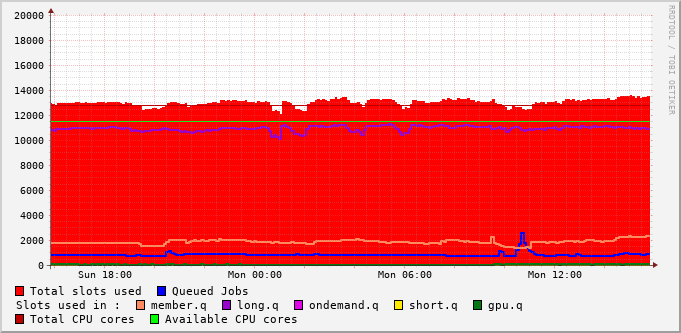 20000
18000
16000
14000
12000
10000
8000
6000
4000
2000
0
Sun 18:00 Mon 00:00 Mon 06:00 Mon 12:00
Total slots used Queued Jobs
Slots used in : member.q long.q ondemand.q short.q gpu.q
Total CPU cores Available CPU cores
RRDTOOL / TOBI OETIKER